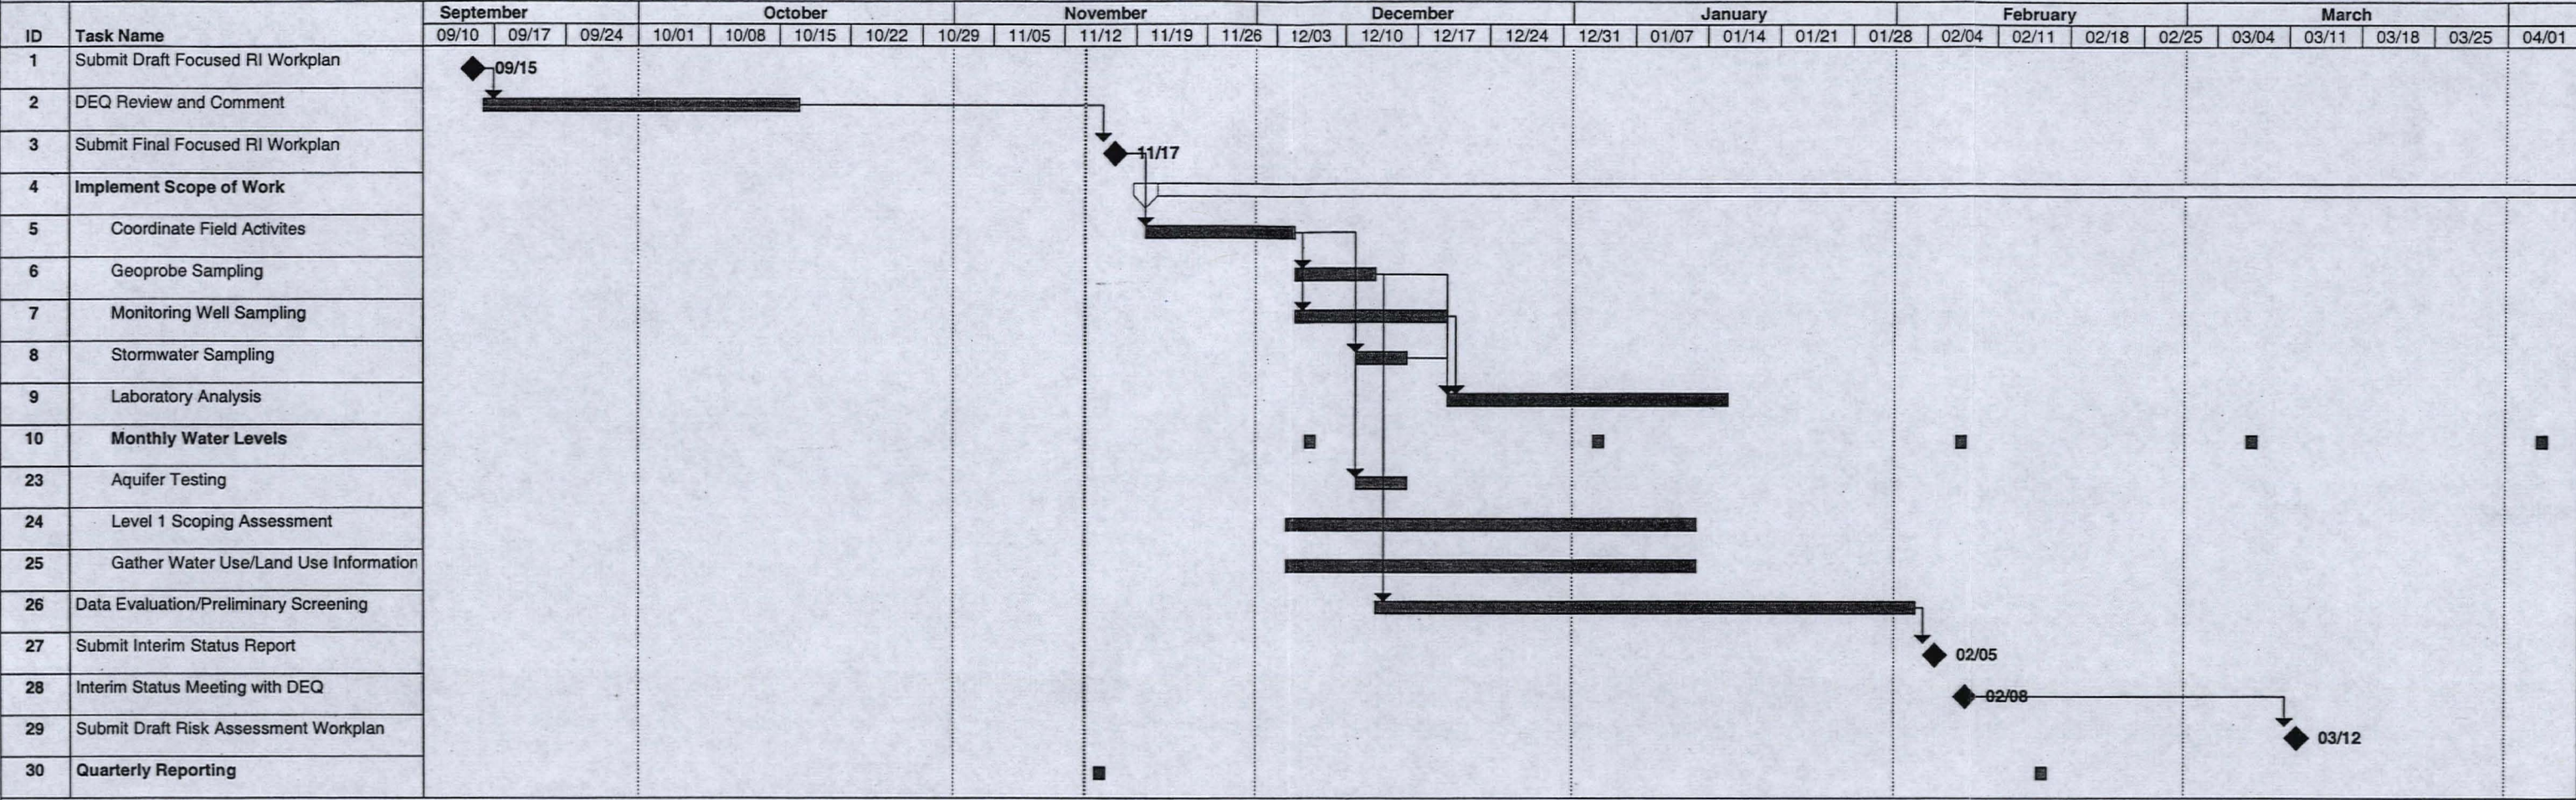 September October November December January February March
ID Task Name 09/10 09/17 09/24 10/01 10/08 10/15 10/22 10/29 11/05 11/12 11/19 11/26 12/03 12/10 12/17 12/24 12/31 01/07 01/14 01/21 01/28 02/04 02/11 02/18 02/25 03/04 03/11 03/18 03/25 04/01
1 Submit Draft Focused RI Workplan 09/15
2 DEQ Review and Comment
3 Submit Final Focused RI Workplan 11/17
4 Implement Scope of Work
5 Coordinate Field Activites
6 Geoprobe Sampling
7 Monitoring Well Sampling
8 Stormwater Sampling
9 Laboratory Analysis
10 Monthly Water Levels
23 Aquifer Testing
24 Level 1 Scoping Assessment
25 Gather Water Use/Land Use Information
26 Data Evaluation/Preliminary Screening
27 Submit Interim Status Report 02/05
28 Interim Status Meeting with DEQ 02/08
29 Submit Draft Risk Assessment Workplan 03/12
30 Quarterly Reporting